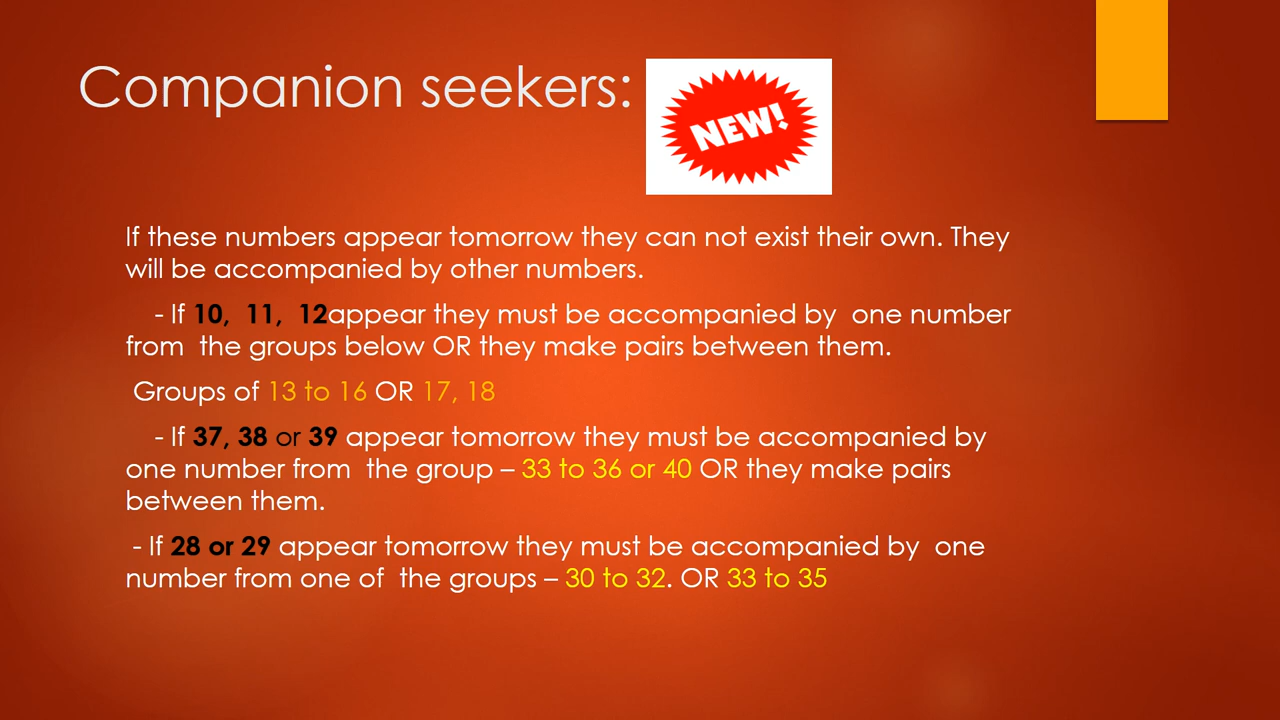 Companion seekers:
NEW!
If these numbers appear tomorrow they can not exist their own. They
will be accompanied by other numbers.
- If 10, 11, 12appear they must be accompanied by one number
from the groups below OR they make pairs between them.
Groups of 13 to 16 OR 17, 18
- If 37, 38 or 39 appear tomorrow they must be accompanied by
one number from the group – 33 to 36 or 40 OR they make pairs
between them.
- If 28 or 29 appear tomorrow they must be accompanied by one
number from one of the groups – 30 to 32. OR 33 to 35